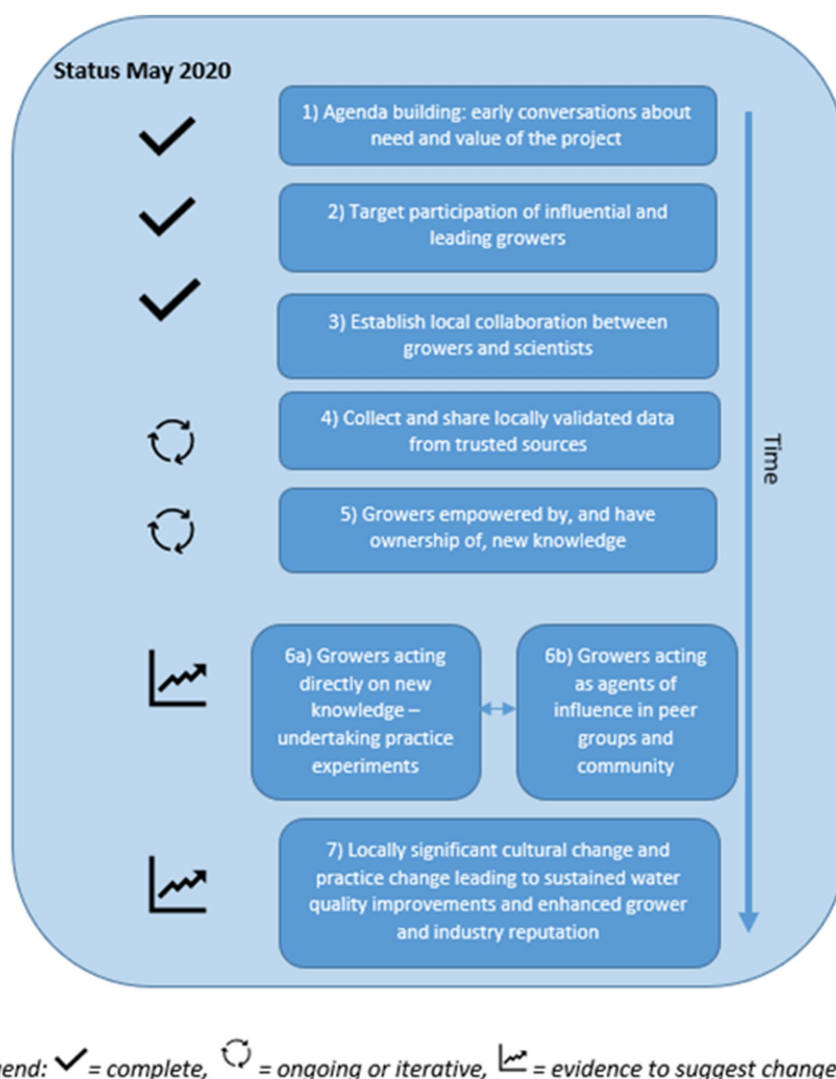 Status May 2020
1) Agenda building: early conversations about
need and value of the project
2) Target participation of influential and
leading growers
3) Establish local collaboration between
growers and scientists
4) Collect and share locally validated data
from trusted sources
Time
5) Growers empowered by, and have
ownership of, new knowledge
6a) Growers acting
directly on new
knowledge –
undertaking practice
experiments
6b) Growers acting
as agents of
influence in peer
groups and
community
7) Locally significant cultural change and
practice change leading to sustained water
quality improvements and enhanced grower
and industry reputation
end: = complete, = ongoing or iterative, = evidence to suggest change